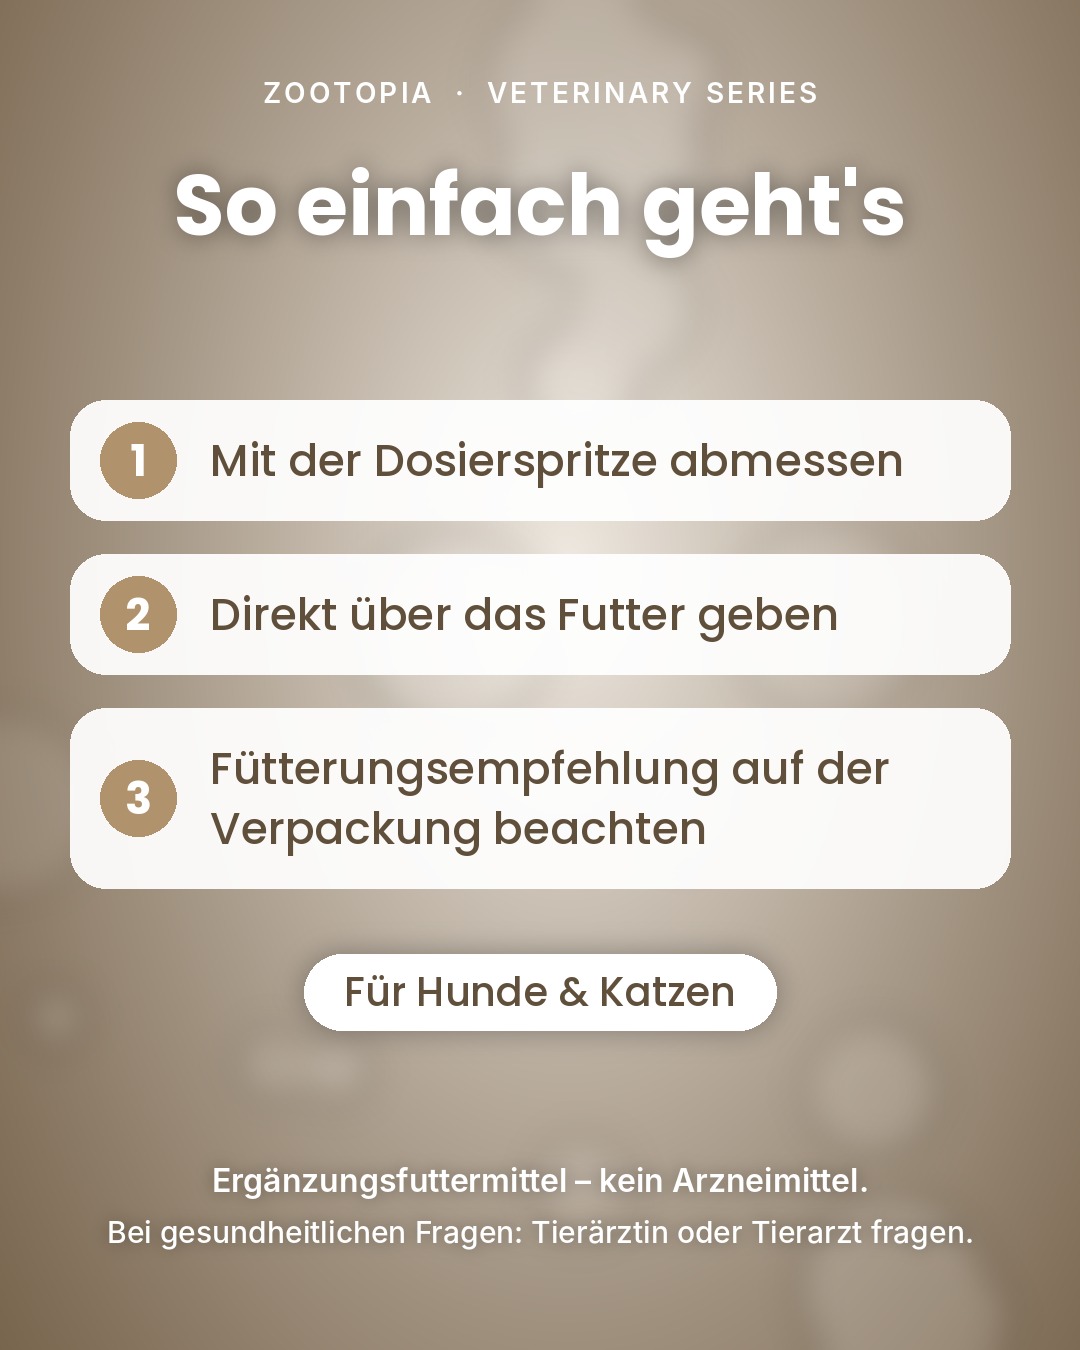 ZOOTOPIA · VETERINARY SERIES
So einfach geht's
1 Mit der Dosierspritze abmessen
2 Direkt über das Futter geben
3 Fütterungsempfehlung auf der
Verpackung beachten
Für Hunde & Katzen
Ergänzungsfuttermittel – kein Arzneimittel.
Bei gesundheitlichen Fragen: Tierärztin oder Tierarzt fragen.